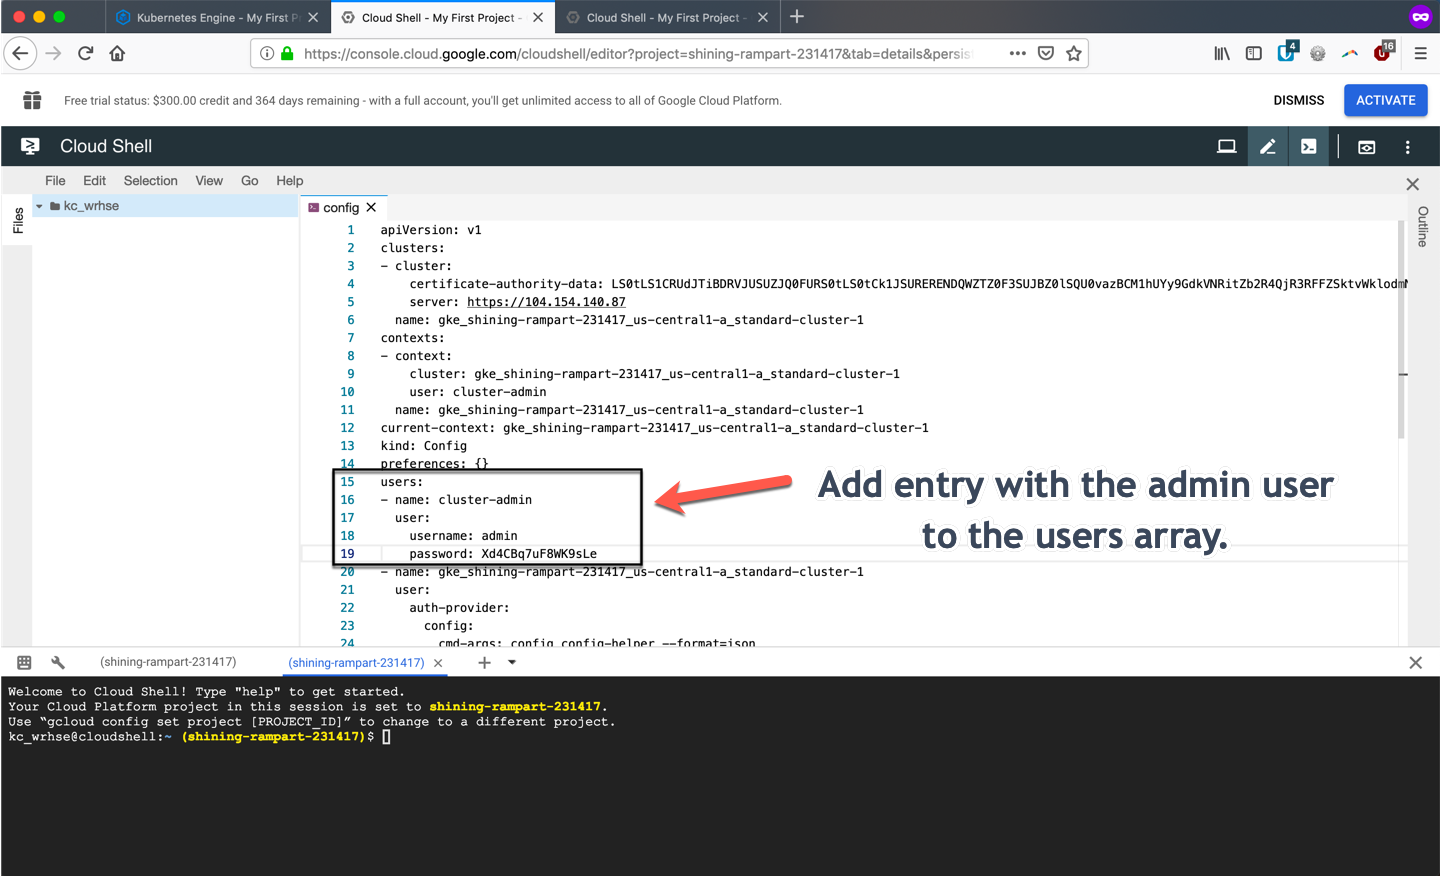 Kubernetes Engine - My First P
Cloud Shell - My First Project -
Cloud Shell - My First Project -
https://console.cloud.google.com/cloudshell/editor?project=shining-rampart-231417&tab=details&persis
4
16
Free trial status: $300.00 credit and 364 days remaining - with a full account, you'll get unlimited access to all of Google Cloud Platform.
DISMISS
ACTIVATE
Cloud Shell
File Edit Selection View Go Help
Files
kc_wrhse
config
Outline
1 apiVersion: v1
2 clusters:
3 - cluster:
4 certificate-authority-data:
5 server: https://104.154.140.87
6 name: gke_shining-rampart-231417_us-central1-a_standard-cluster-1
7 contexts:
8 - context:
9 cluster: gke_shining-rampart-231417_us-central1-a_standard-cluster-1
10 user: cluster-admin
11 name: gke_shining-rampart-231417_us-central1-a_standard-cluster-1
12 current-context: gke_shining-rampart-231417_us-central1-a_standard-cluster-1
13 kind: Config
14 preferences: {}
15 users:
16 - name: cluster-admin
17 user:
18 username: admin
19 password: Xd4CBq7uF8WK9sLe
20 - name: gke_shining-rampart-231417_us-central1-a_standard-cluster-1
21 user:
22 auth-provider:
23 config:
24 cmd-args: config config-helper --format=json
Add entry with the admin user
to the users array.
(shining-rampart-231417)
(shining-rampart-231417)
Welcome to Cloud Shell! Type "help" to get started.
Your Cloud Platform project in this session is set to shining-rampart-231417.
Use “gcloud config set project [PROJECT_ID]” to change to a different project.
kc_wrhse@cloudshell:~ (shining-rampart-231417)$